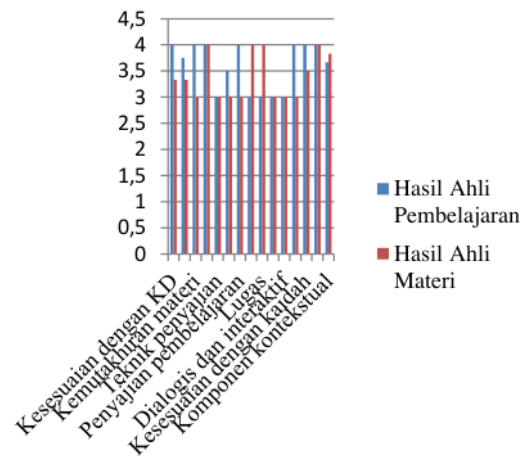 4,5
4
3,5
3
2,5
2
1,5
1
0,5
0
Kesesuaian dengan KD
Kemutakhiran materi
Teknik penyajian
Penyajian pembelajaran
Lugas
Dialogis dan interaktif
Kesesuaian dengan kaidah
Komponen kontekstual
Hasil Ahli
Pembelajaran
Hasil Ahli
Materi